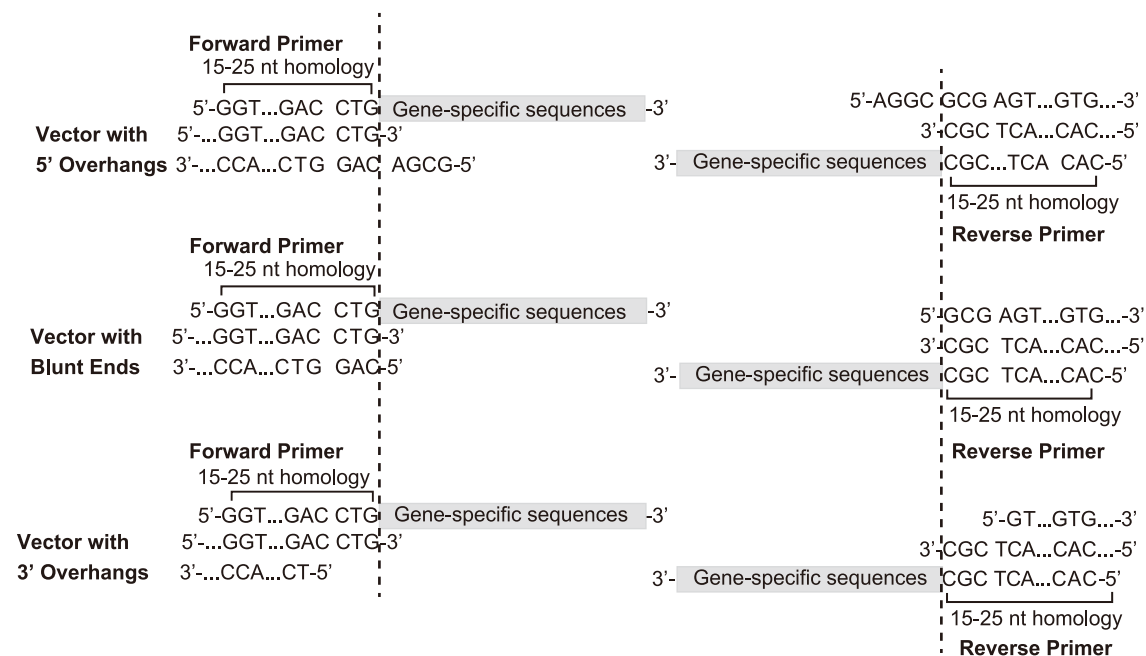 Forward Primer
15-25 nt homology
5’-GGT...GAC CTG Gene-specific sequences -3’
Vector with 5’-...GGT...GAC CTG-3’
5’ Overhangs 3’-...CCA...CTG GAC AGCG-5’
5’-AGGC GCG AGT...GTG...-3’
3’-CGC TCA...CAC...-5’
3’- Gene-specific sequences CGC...TCA CAC-5’
15-25 nt homology
Reverse Primer
Forward Primer
15-25 nt homology
5’-GGT...GAC CTG Gene-specific sequences -3’
Vector with 5’-...GGT...GAC CTG-3’
Blunt Ends 3’-...CCA...CTG GAC-5’
5’-GCG AGT...GTG...-3’
3’-CGC TCA...CAC...-5’
3’- Gene-specific sequences CGC TCA...CAC-5’
15-25 nt homology
Reverse Primer
Forward Primer
15-25 nt homology
5’-GGT...GAC CTG Gene-specific sequences -3’
Vector with 5’-...GGT...GAC CTG-3’
3’ Overhangs 3’-...CCA...CT-5’
5’-GT...GTG...-3’
3’-CGC TCA...CAC...-5’
3’- Gene-specific sequences CGC TCA...CAC-5’
15-25 nt homology
Reverse Primer